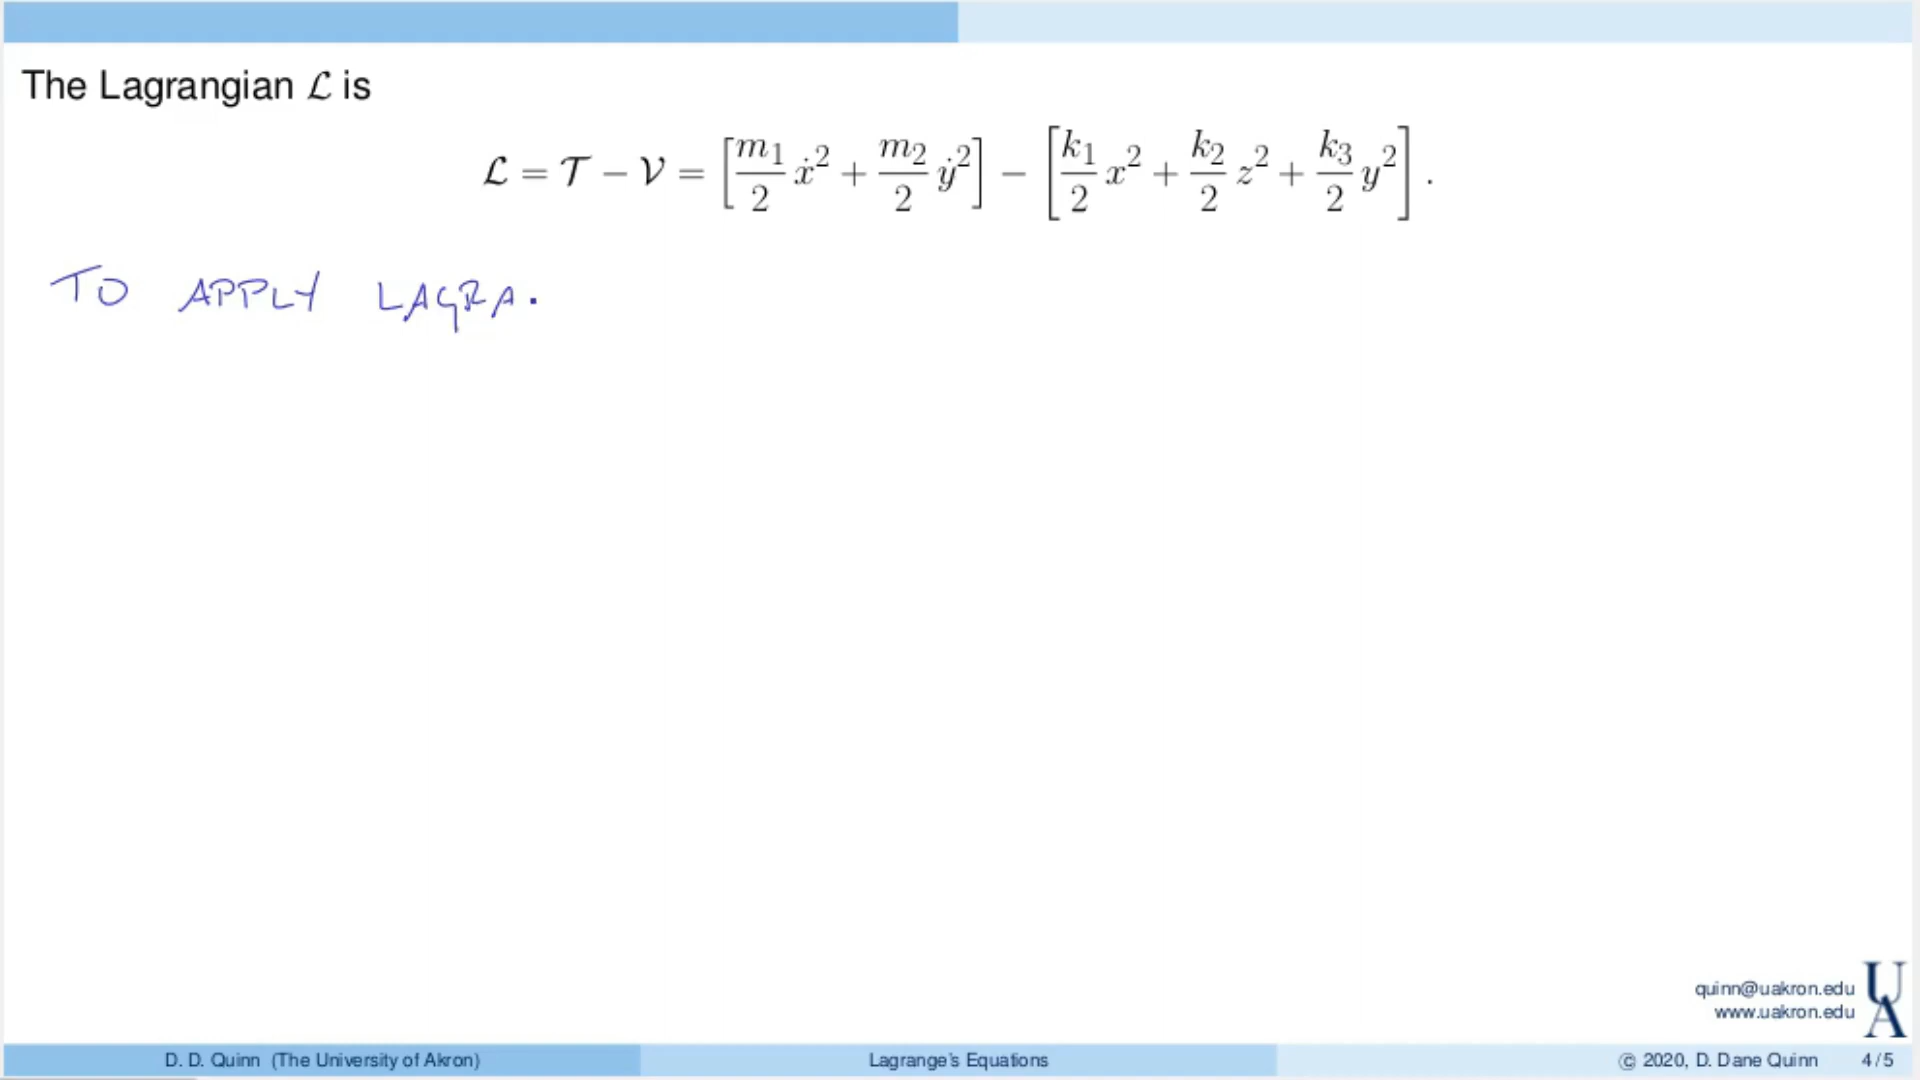 The Lagrangian ℒ is
ℒ = 𝒯 − 𝒱 = [m₁/2 ẋ² + m₂/2 ẏ²] − [k₁/2 x² + k₂/2 z² + k₃/2 y²] .
TO APPLY LAGRA.
quinn@uakron.edu
www.uakron.edu
UA
D. D. Quinn (The University of Akron) Lagrange's Equations © 2020, D. Dane Quinn 4/5